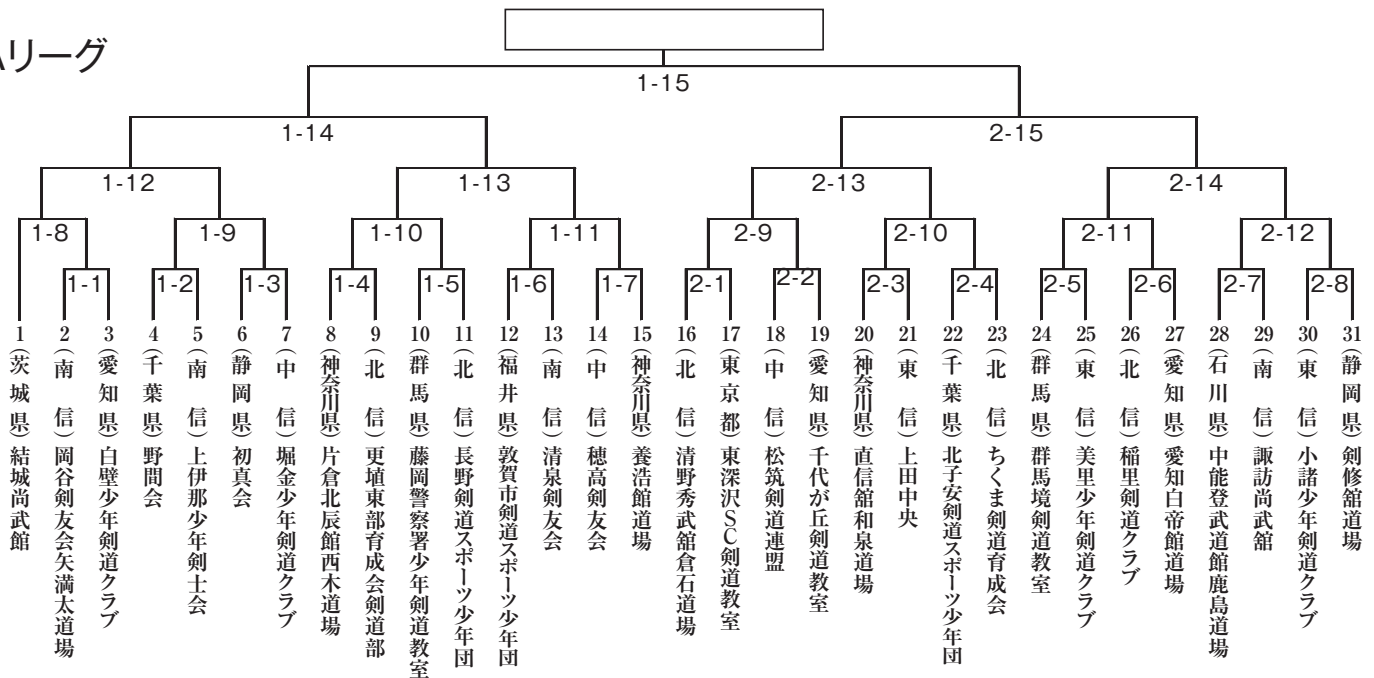 Aリーグ
1-15
1-14
2-15
1-12
1-13
2-13
2-14
1-8
1-9
1-10
1-11
2-9
2-10
2-11
2-12
1-1
1-2
1-3
1-4
1-5
1-6
1-7
2-1
2-2
2-3
2-4
2-5
2-6
2-7
2-8
1 (茨城県) 結城尚武館
2 (南信) 岡谷剣友会矢満太道場
3 (愛知県) 白壁少年剣道クラブ
4 (千葉県) 野間会
5 (南信) 上伊那少年剣士会
6 (静岡県) 初真会
7 (中信) 堀金少年剣道クラブ
8 (神奈川県) 片倉北辰館西木道場
9 (北信) 更埴東部育成会剣道部
10 (群馬県) 藤岡警察署少年剣道教室
11 (北信) 長野剣道スポーツ少年団
12 (福井県) 敦賀市剣道スポーツ少年団
13 (南信) 清泉剣友会
14 (中信) 穂高剣友会
15 (神奈川県) 養浩館道場
16 (北信) 清野秀武舘倉石道場
17 (東京都) 東深沢SC剣道教室
18 (中信) 松筑剣道連盟
19 (愛知県) 千代が丘剣道教室
20 (神奈川県) 直信舘和泉道場
21 (東信) 上田中央
22 (千葉県) 北子安剣道スポーツ少年団
23 (北信) ちくま剣道育成会
24 (群馬県) 群馬境剣道教室
25 (東信) 美里少年剣道クラブ
26 (北信) 稲里剣道クラブ
27 (愛知県) 愛知白帝館道場
28 (石川県) 中能登武道館鹿島道場
29 (南信) 諏訪尚武舘
30 (東信) 小諸少年剣道クラブ
31 (静岡県) 剣修舘道場